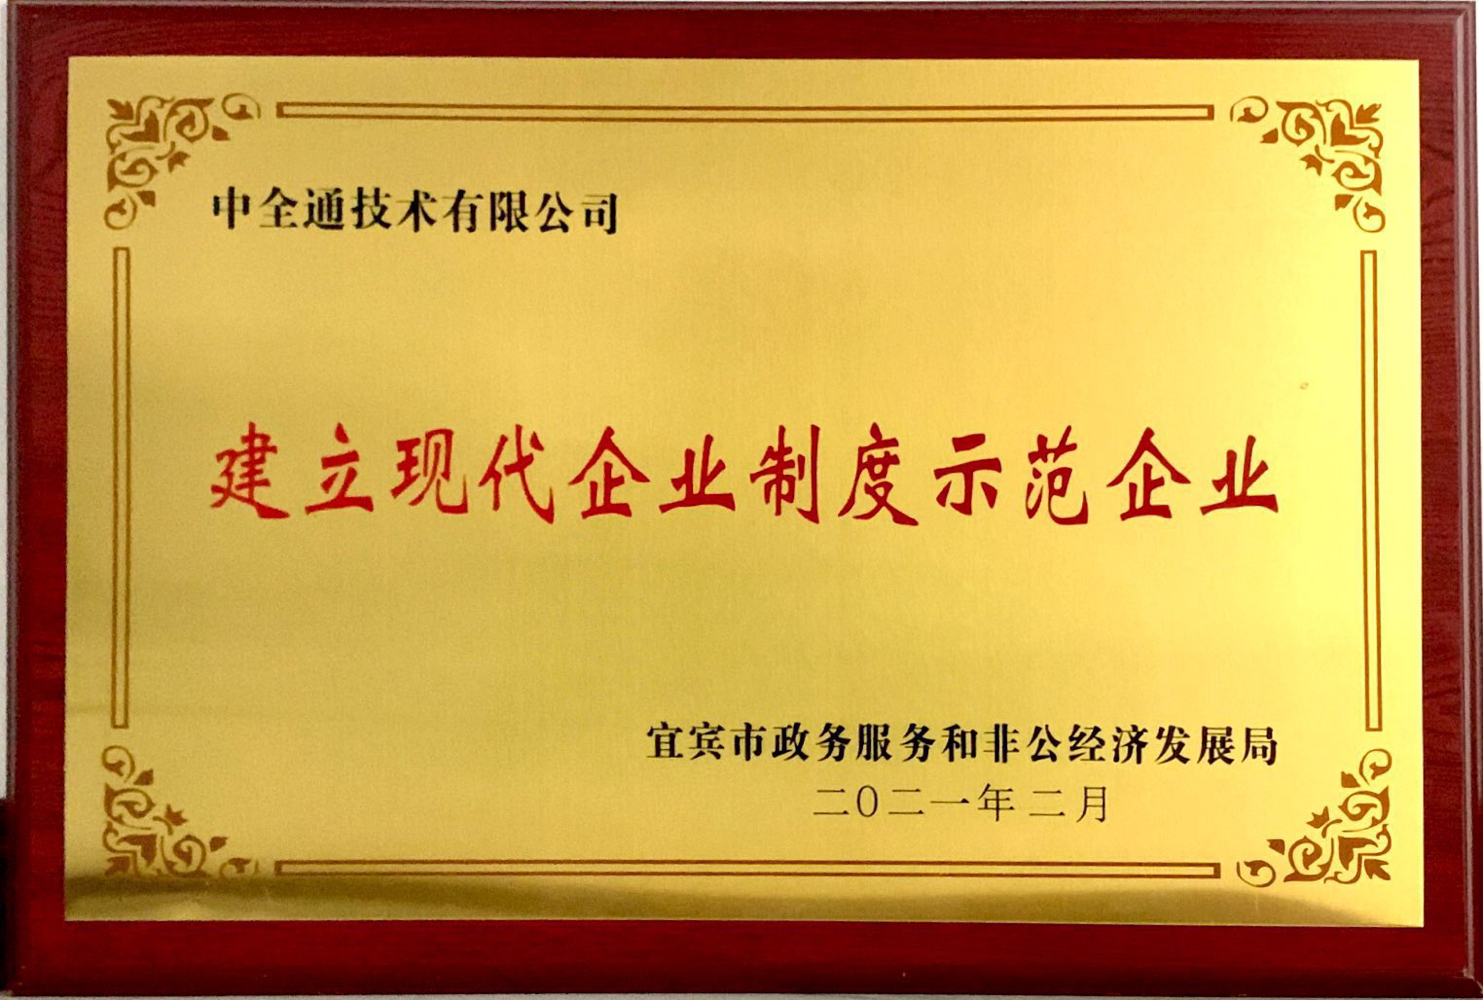 中全通技术有限公司
建立现代企业制度示范企业
宜宾市政务服务和非公经济发展局
二〇二一年二月